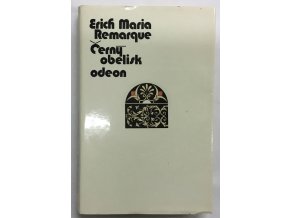 Erich Maria
Remarque
Černý
obelisk
odeon